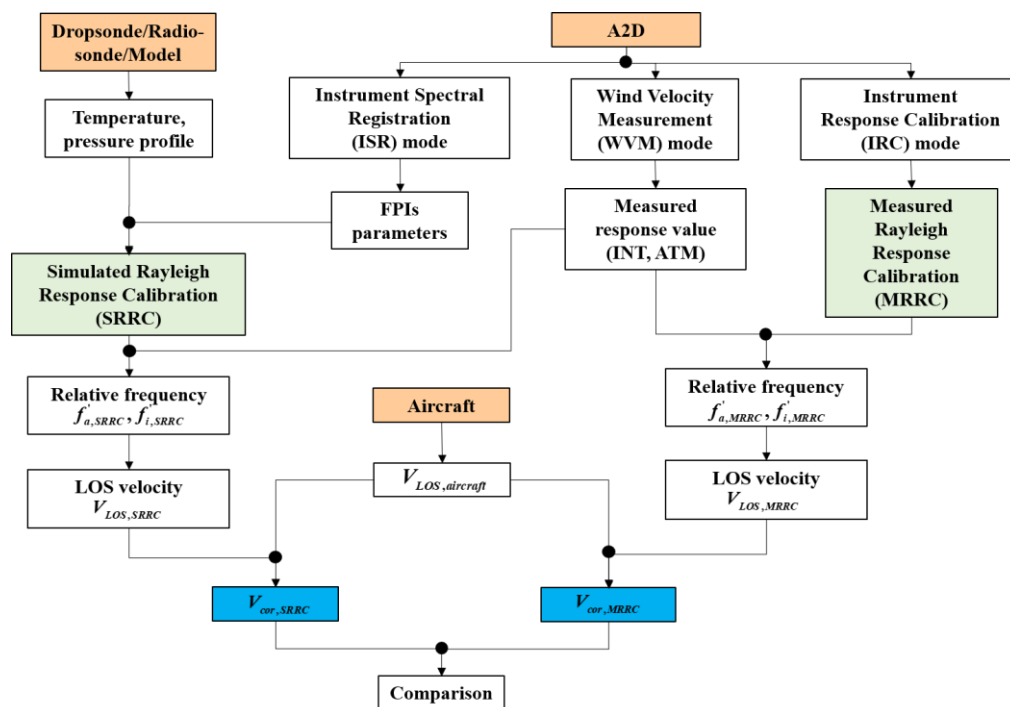 Dropsonde/Radio-
sonde/Model
A2D
Temperature,
pressure profile
Instrument Spectral
Registration
(ISR) mode
Wind Velocity
Measurement
(WVM) mode
Instrument
Response Calibration
(IRC) mode
FPIs
parameters
Measured
response value
(INT, ATM)
Measured
Rayleigh
Response
Calibration
(MRRC)
Simulated Rayleigh
Response Calibration
(SRRC)
Relative frequency
f'a,SRRC, f'i,SRRC
Aircraft
Relative frequency
f'a,MRRC, f'i,MRRC
LOS velocity
VLOS,SRRC
VLOS,aircraft
LOS velocity
VLOS,MRRC
Vcor,SRRC
Vcor,MRRC
Comparison